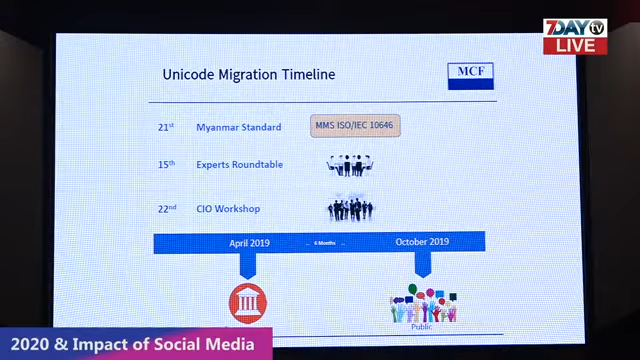 7DAY tv
LIVE
Unicode Migration Timeline
MCF
21st Myanmar Standard MMS ISO/IEC 10646
15th Experts Roundtable
22nd CIO Workshop
April 2019 .. 6 Months .. October 2019
Public
2020 & Impact of Social Media